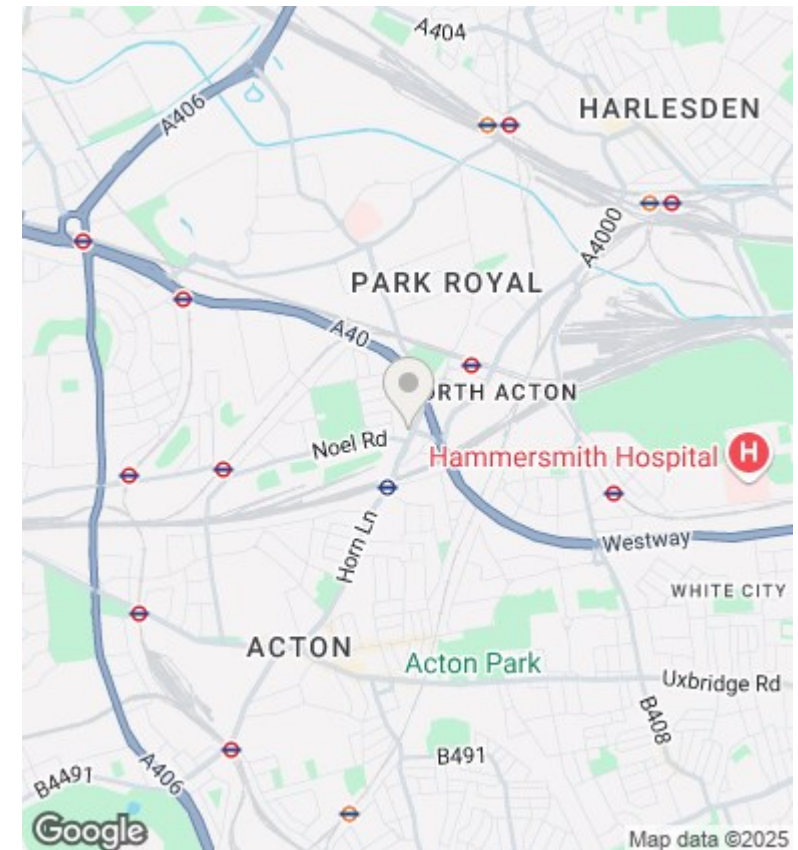 A404
A406
HARLESDEN
A4000
PARK ROYAL
A40
ORTH ACTON
Noel Rd
Hammersmith Hospital
H
Horn Ln
Westway
WHITE CITY
ACTON
Acton Park
Uxbridge Rd
B408
B491
B4491
A406
Google
Map data ©2025